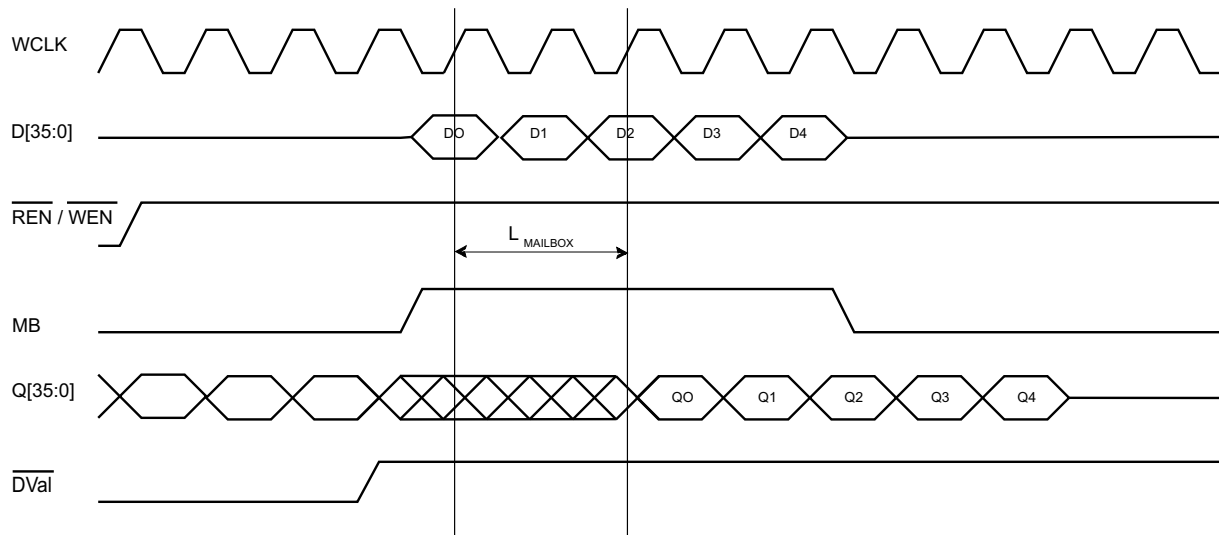 WCLK
D[35:0]
DO D1 D2 D3 D4
REN / WEN
L MAILBOX
MB
Q[35:0]
QO Q1 Q2 Q3 Q4
DVal